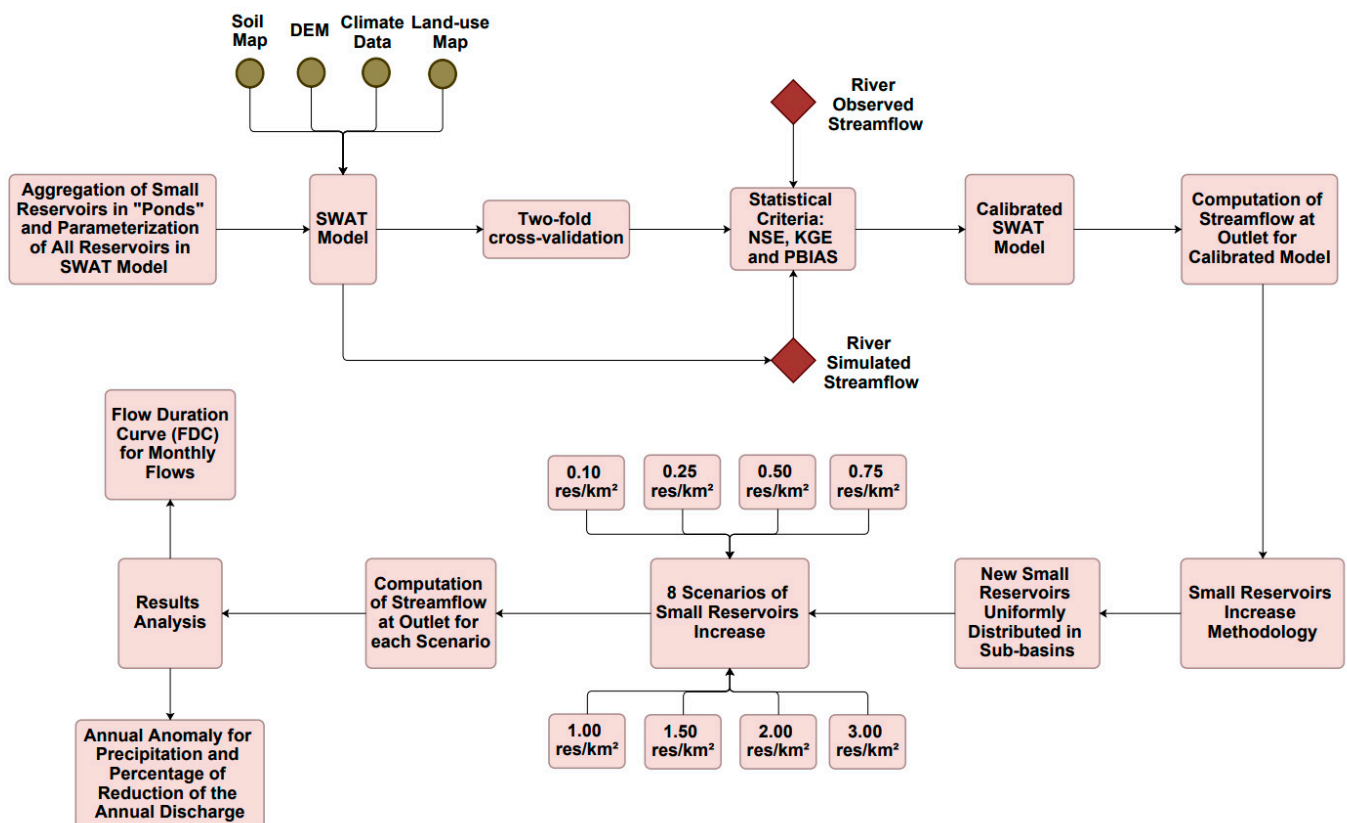 Soil
Map
DEM
Climate
Data
Land-use
Map
River
Observed
Streamflow
Aggregation of Small
Reservoirs in "Ponds"
and Parameterization
of All Reservoirs in
SWAT Model
SWAT
Model
Two-fold
cross-validation
Statistical
Criteria:
NSE, KGE
and PBIAS
Calibrated
SWAT
Model
Computation of
Streamflow at
Outlet for
Calibrated Model
River
Simulated
Streamflow
Flow Duration
Curve (FDC)
for Monthly
Flows
0.10
res/km²
0.25
res/km²
0.50
res/km²
0.75
res/km²
Results
Analysis
Computation
of Streamflow
at Outlet for
each Scenario
8 Scenarios of
Small Reservoirs
Increase
New Small
Reservoirs
Uniformly
Distributed in
Sub-basins
Small Reservoirs
Increase
Methodology
1.00
res/km²
1.50
res/km²
2.00
res/km²
3.00
res/km²
Annual Anomaly for
Precipitation and
Percentage of
Reduction of the
Annual Discharge